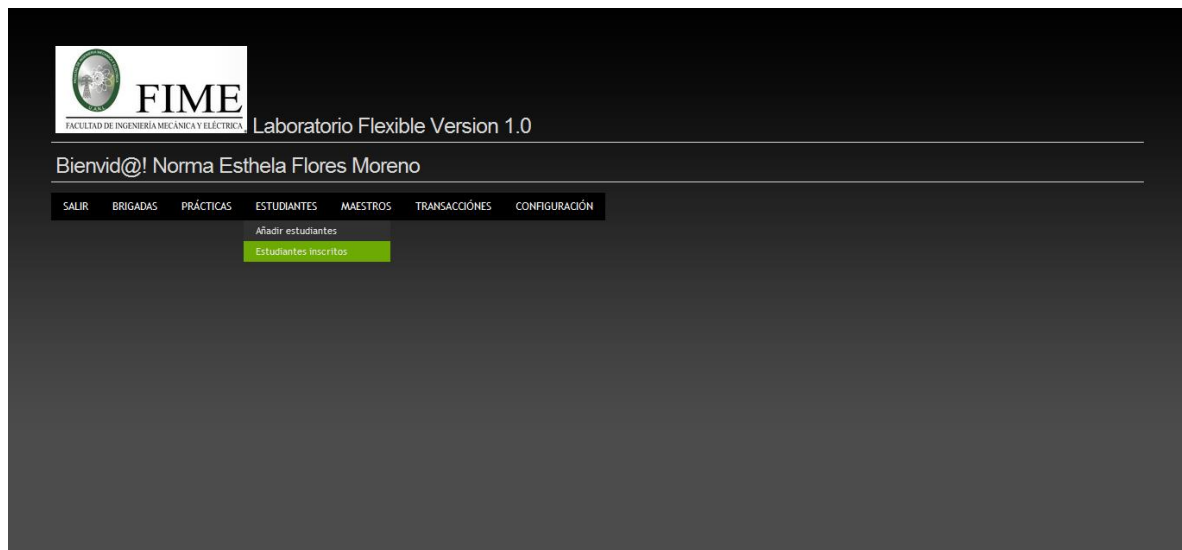 FIME
FACULTAD DE INGENIERÍA MECÁNICA Y ELÉCTRICA
Laboratorio Flexible Version 1.0
Bienvid@! Norma Esthela Flores Moreno
SALIR BRIGADAS PRÁCTICAS ESTUDIANTES MAESTROS TRANSACCIÓNES CONFIGURACIÓN
Añadir estudiantes
Estudiantes inscritos